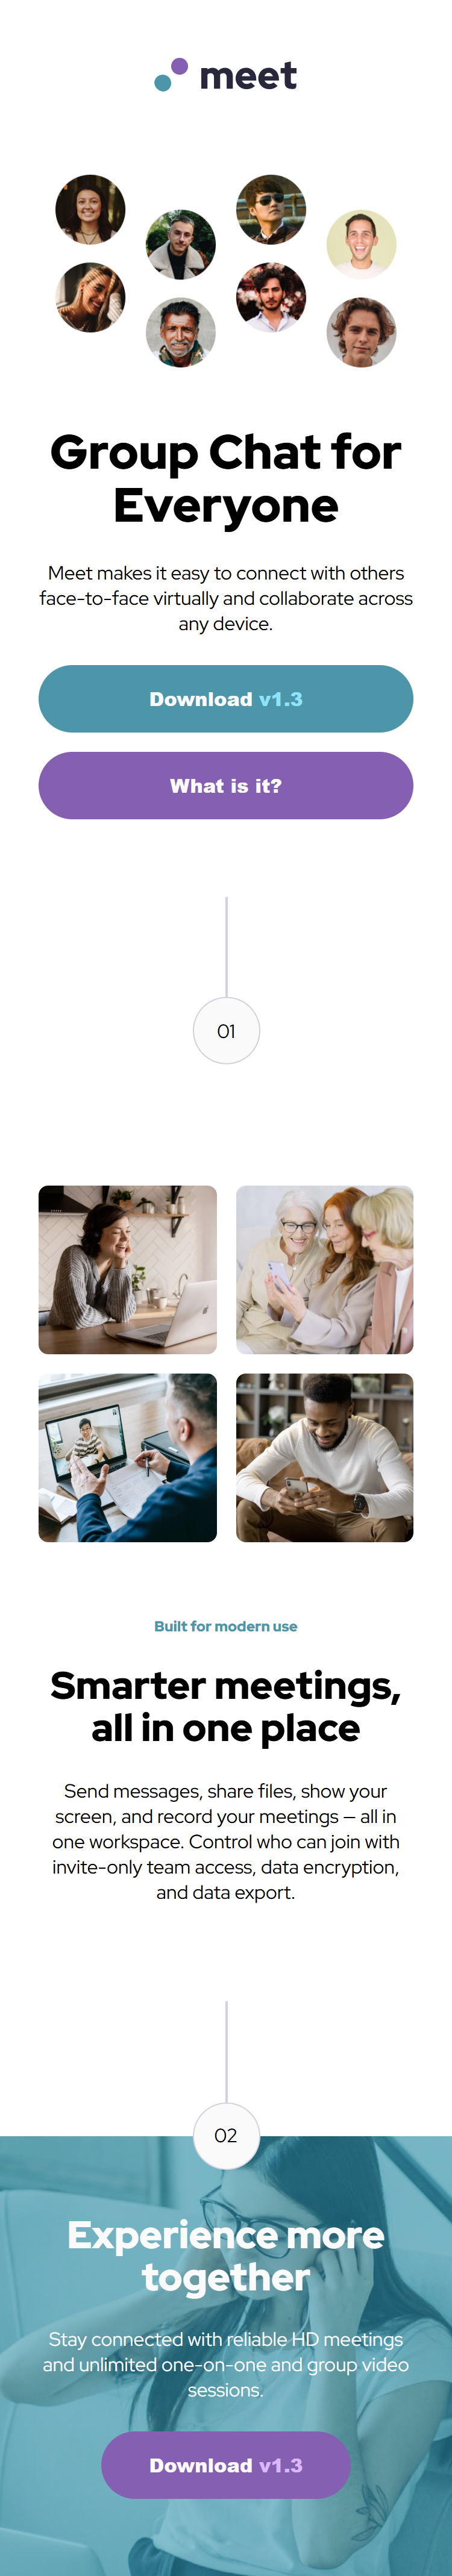 meet
Group Chat for
Everyone
Meet makes it easy to connect with others
face-to-face virtually and collaborate across
any device.
Download v1.3
What is it?
01
Built for modern use
Smarter meetings,
all in one place
Send messages, share files, show your
screen, and record your meetings — all in
one workspace. Control who can join with
invite-only team access, data encryption,
and data export.
02
Experience more
together
Stay connected with reliable HD meetings
and unlimited one-on-one and group video
sessions.
Download v1.3